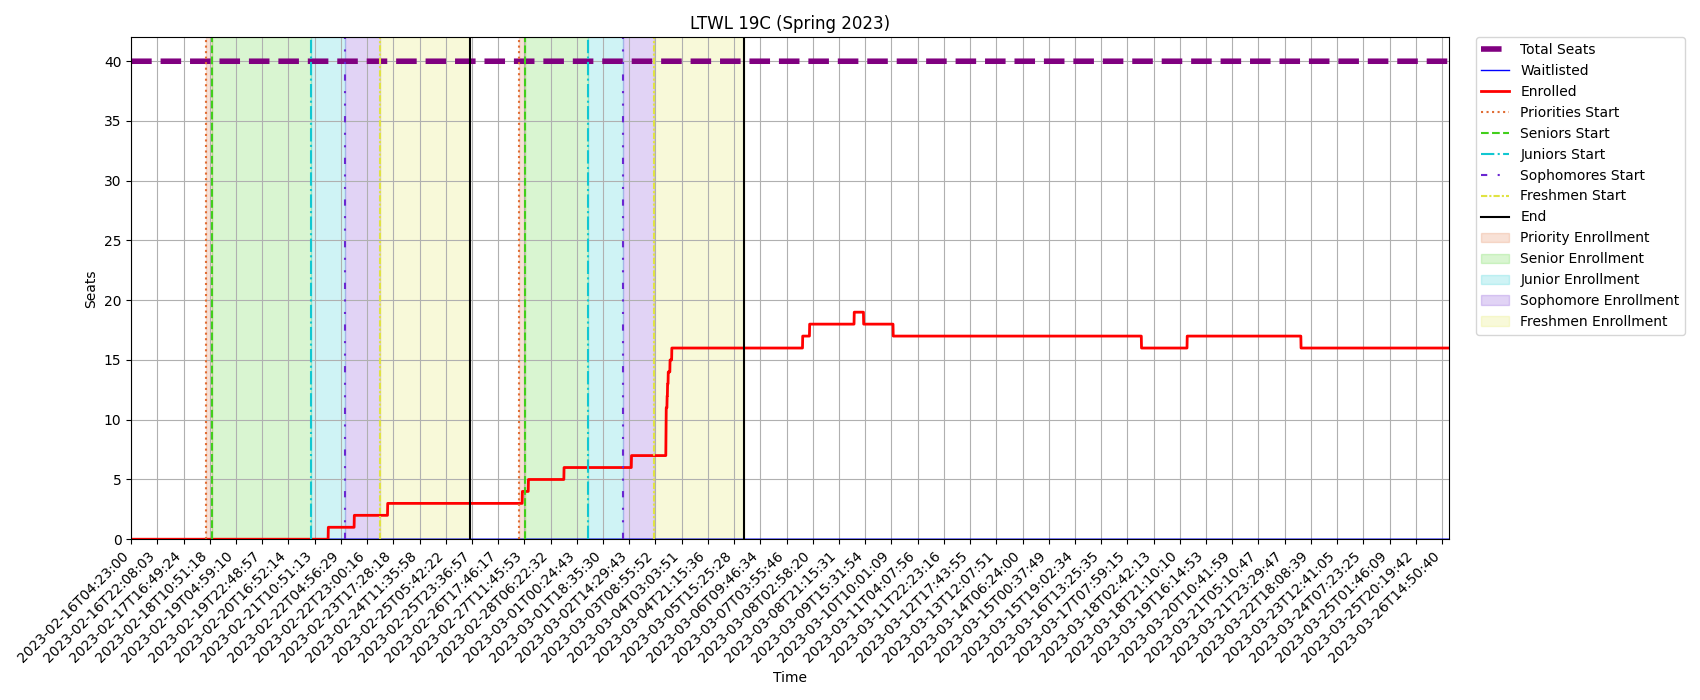 LTWL 19C (Spring 2023)
Seats
40
35
30
25
20
15
10
5
0
2023-02-16T04:23:00
2023-02-16T22:08:03
2023-02-17T16:49:24
2023-02-18T10:51:18
2023-02-19T04:59:10
2023-02-19T22:48:57
2023-02-20T16:52:14
2023-02-21T10:51:13
2023-02-22T04:56:29
2023-02-22T23:00:16
2023-02-23T17:28:18
2023-02-24T11:35:58
2023-02-25T05:42:22
2023-02-25T23:36:57
2023-02-26T17:46:17
2023-02-27T11:45:53
2023-02-28T06:22:32
2023-03-01T00:24:43
2023-03-01T18:35:30
2023-03-02T14:29:43
2023-03-03T08:55:52
2023-03-04T03:03:51
2023-03-04T21:15:36
2023-03-05T15:25:28
2023-03-06T09:46:34
2023-03-07T03:55:46
2023-03-08T02:58:20
2023-03-08T21:15:31
2023-03-09T15:31:54
2023-03-10T10:01:09
2023-03-11T04:07:56
2023-03-11T22:23:16
2023-03-12T17:43:55
2023-03-13T12:07:51
2023-03-14T06:24:00
2023-03-15T00:37:49
2023-03-15T19:02:34
2023-03-16T13:25:35
2023-03-17T07:59:15
2023-03-18T02:42:13
2023-03-18T21:10:10
2023-03-19T16:14:53
2023-03-20T10:41:59
2023-03-21T05:10:47
2023-03-21T23:29:47
2023-03-22T18:08:39
2023-03-23T12:41:05
2023-03-24T07:23:25
2023-03-25T01:46:09
2023-03-25T20:19:42
2023-03-26T14:50:40
Time
Total Seats
Waitlisted
Enrolled
Priorities Start
Seniors Start
Juniors Start
Sophomores Start
Freshmen Start
End
Priority Enrollment
Senior Enrollment
Junior Enrollment
Sophomore Enrollment
Freshmen Enrollment